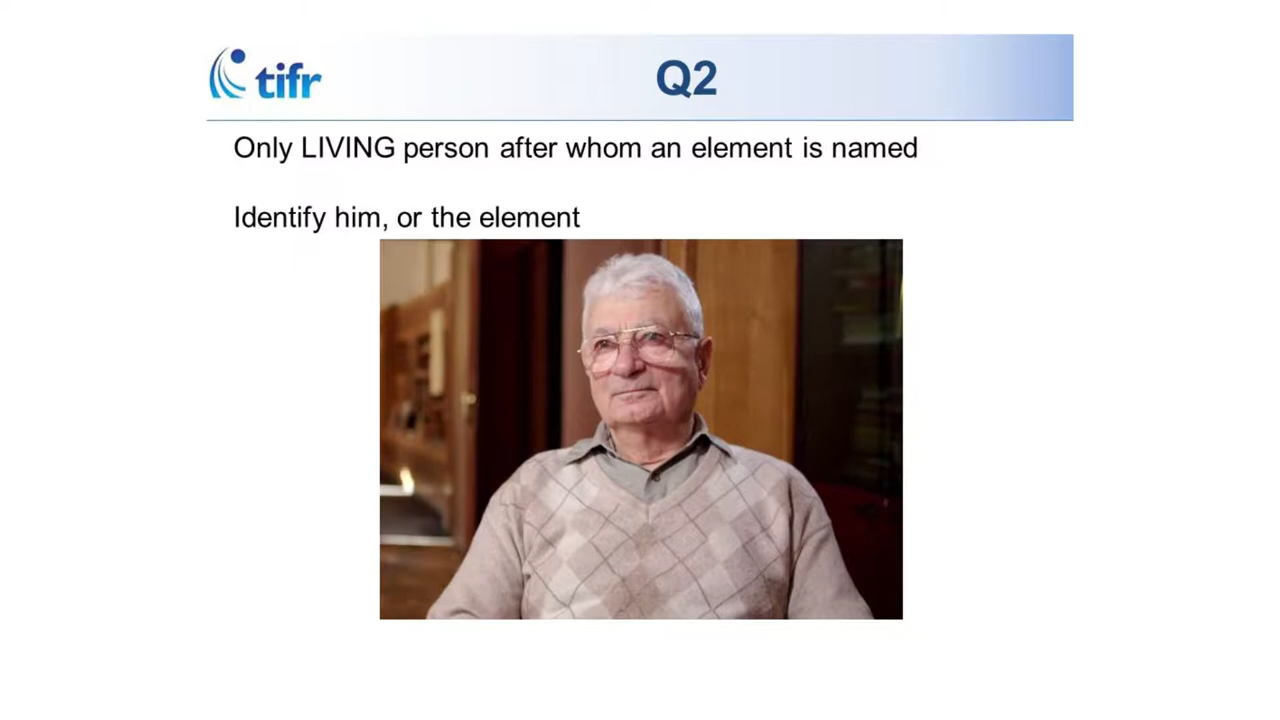 tifr
Q2
Only LIVING person after whom an element is named
Identify him, or the element